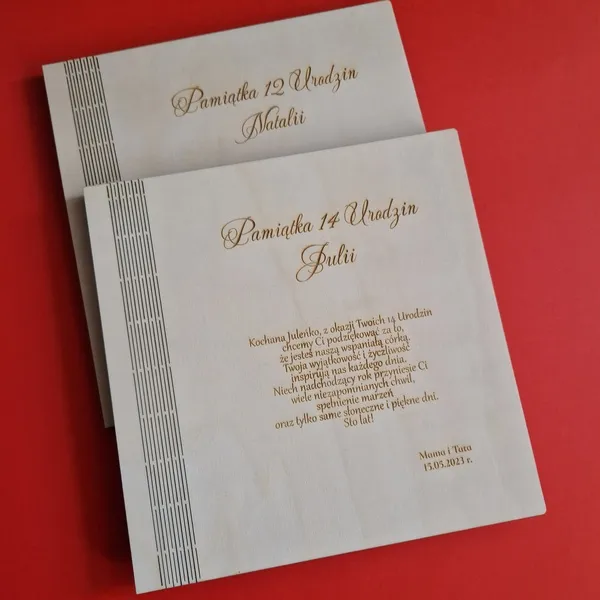 Pamiątka 12 Urodzin
Natalii
Pamiątka 14 Urodzin
Julii
Kochana Juleńko, z okazji Twoich 14 Urodzin
chcemy Ci podziękować za to,
że jesteś naszą wspaniałą córką.
Twoja wyjątkowość i życzliwość
inspirują nas każdego dnia.
Niech nadchodzący rok przyniesie Ci
wiele niezapomnianych chwil,
spełnienie marzeń
oraz tylko same słoneczne i piękne dni.
Sto lat!
Mama i Tata
15.05.2023 r.